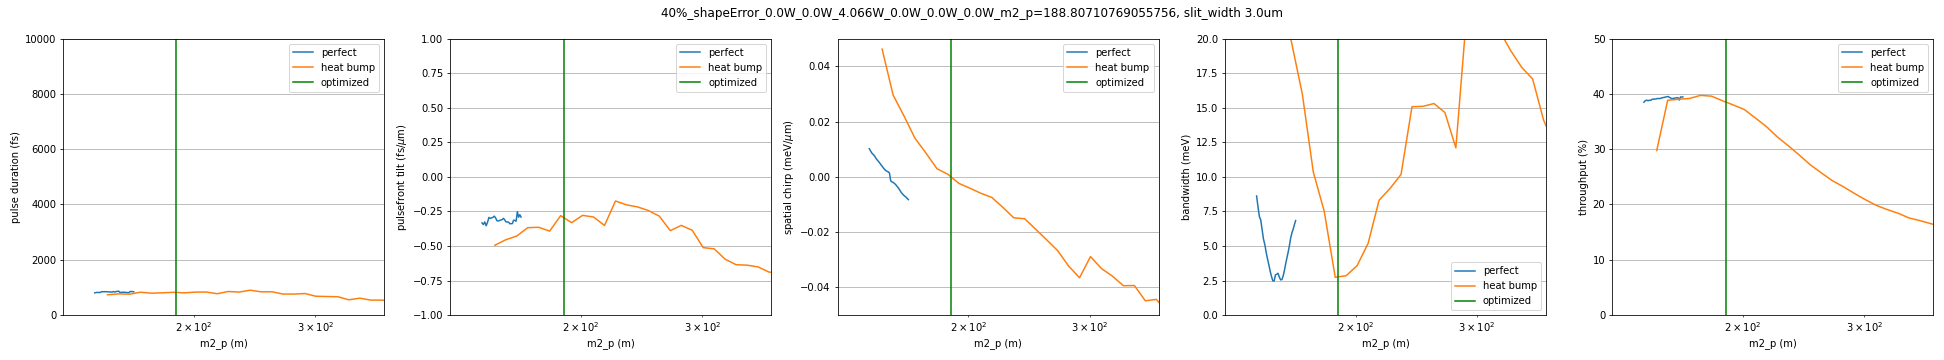 40%_shapeError_0.0W_0.0W_4.066W_0.0W_0.0W_0.0W_m2_p=188.80710769055756, slit_width 3.0um
pulse duration (fs)
10000
8000
6000
4000
2000
0
perfect
heat bump
optimized
2 × 10²
3 × 10²
m2_p (m)
pulsefront tilt (fs/μm)
1.00
0.75
0.50
0.25
0.00
−0.25
−0.50
−0.75
−1.00
perfect
heat bump
optimized
2 × 10²
3 × 10²
m2_p (m)
spatial chirp (meV/μm)
0.04
0.02
0.00
−0.02
−0.04
perfect
heat bump
optimized
2 × 10²
3 × 10²
m2_p (m)
bandwidth (meV)
20.0
17.5
15.0
12.5
10.0
7.5
5.0
2.5
0.0
perfect
heat bump
optimized
2 × 10²
3 × 10²
m2_p (m)
throughput (%)
50
40
30
20
10
0
perfect
heat bump
optimized
2 × 10²
3 × 10²
m2_p (m)